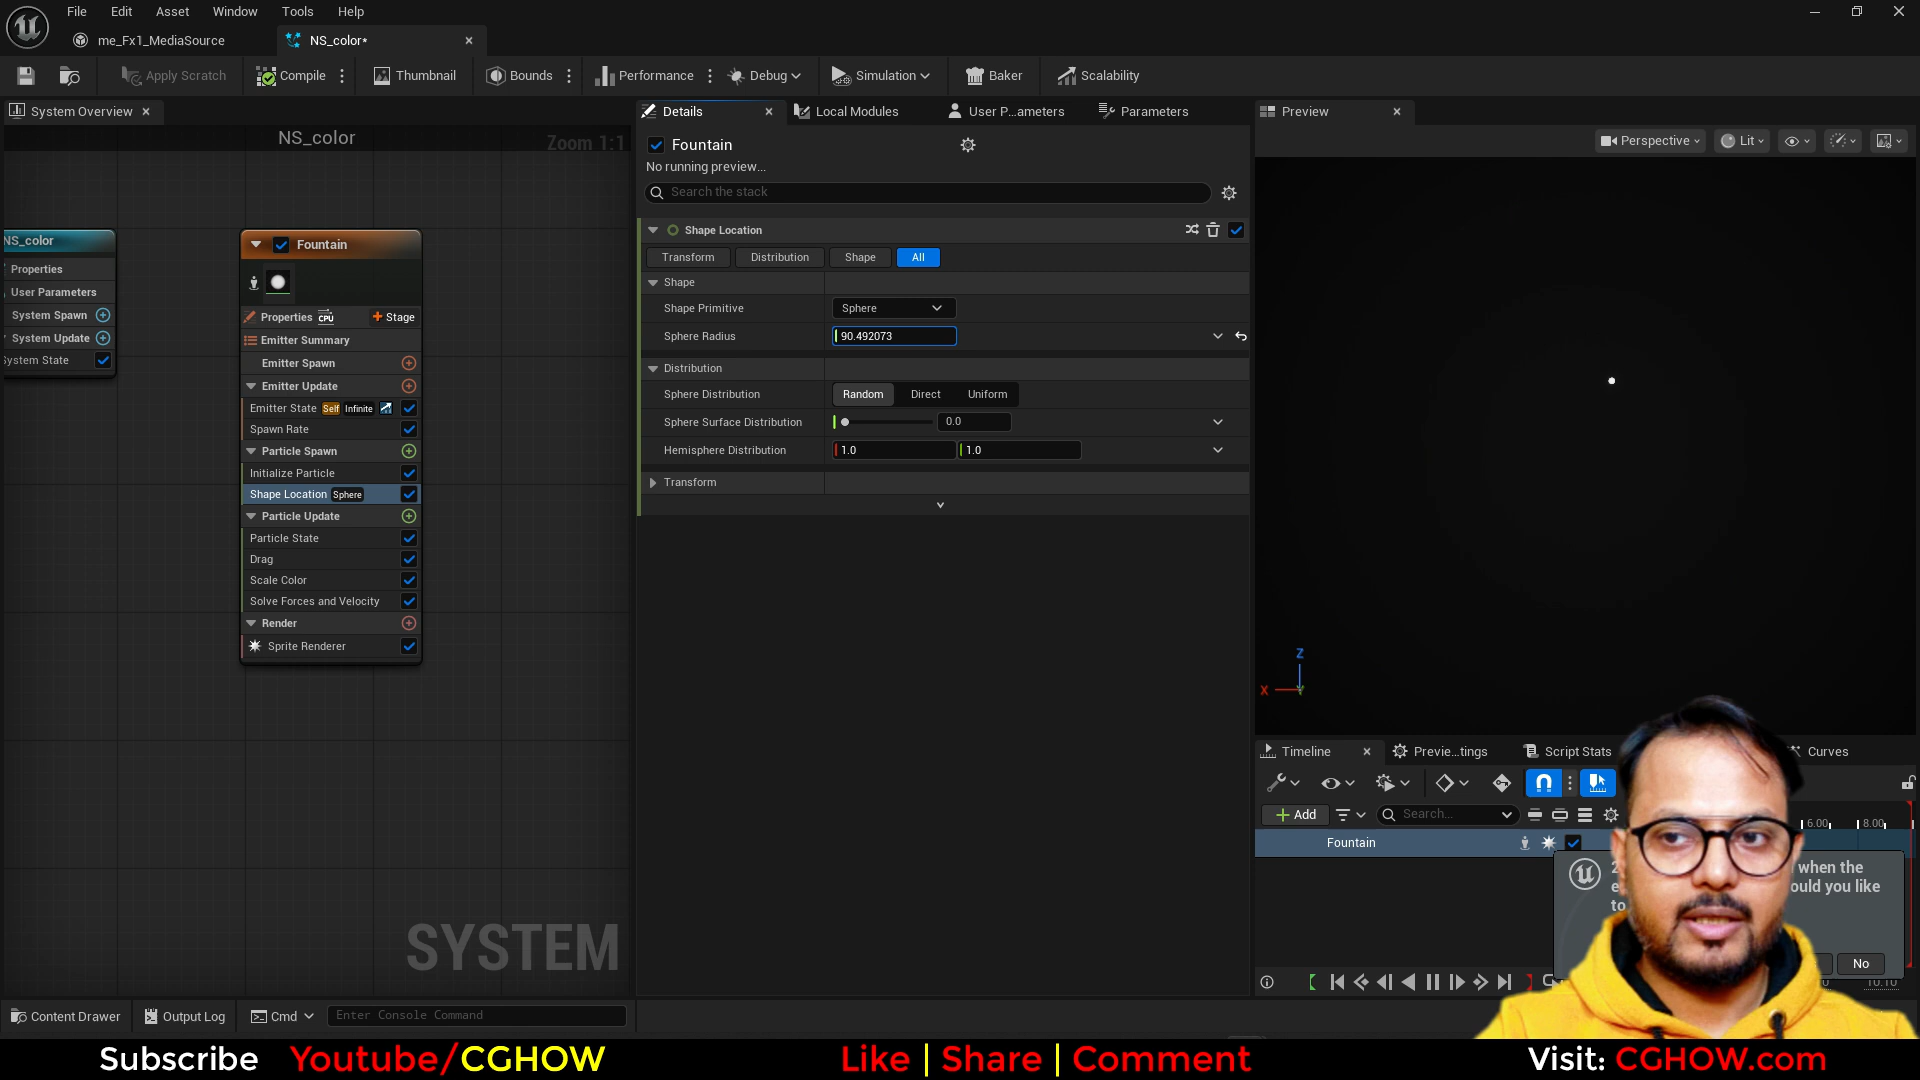 File Edit Asset Window Tools Help
me_Fx1_MediaSource NS_color*
Apply Scratch Compile Thumbnail Bounds Performance Debug Simulation Baker Scalability
System Overview
NS_color Zoom 1:1
NS_color
Properties
User Parameters
System Spawn
System Update
System State
Fountain
Properties CPU Stage
Emitter Summary
Emitter Spawn
Emitter Update
Emitter State Self Infinite
Spawn Rate
Particle Spawn
Initialize Particle
Shape Location Sphere
Particle Update
Particle State
Drag
Scale Color
Solve Forces and Velocity
Render
Sprite Renderer
SYSTEM
Details Local Modules User P...ameters Parameters
Fountain
No running preview...
Search the stack
Shape Location
Transform Distribution Shape All
Shape
Shape Primitive Sphere
Sphere Radius 90.492073
Distribution
Sphere Distribution Random Direct Uniform
Sphere Surface Distribution 0.0
Hemisphere Distribution 1.0 1.0
Transform
Preview
Perspective Lit
Z
X
Timeline Previe...tings Script Stats Curves
Add Search... 6.00 8.00
Fountain
when the
ould you like
to
No
Content Drawer Output Log Cmd Enter Console Command
Subscribe Youtube/CGHOW Like | Share | Comment Visit: CGHOW.com